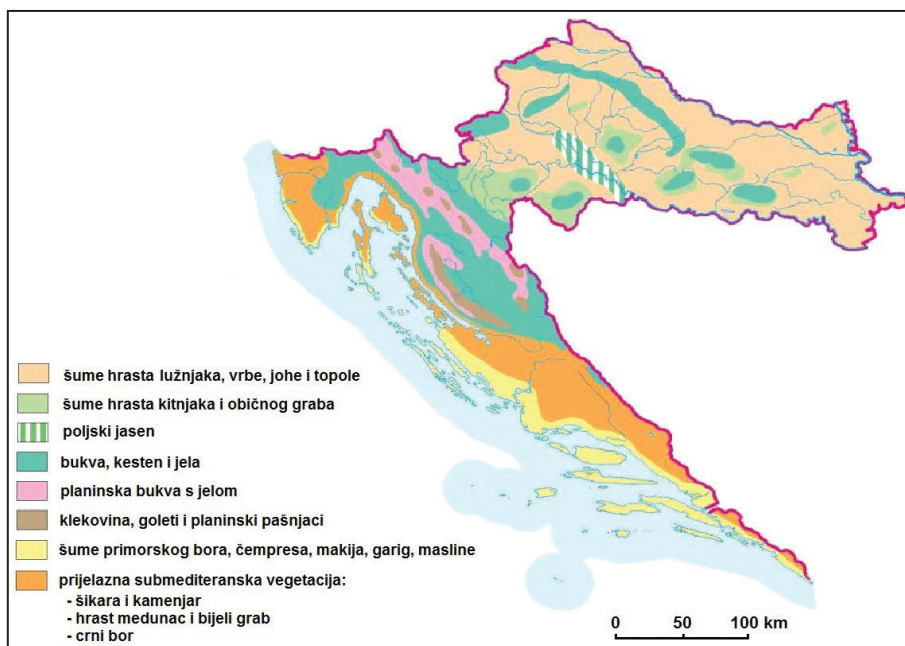 šume hrasta lužnjaka, vrbe, johe i topole
šume hrasta kitnjaka i običnog graba
poljski jasen
bukva, kesten i jela
planinska bukva s jelom
klekovina, goleti i planinski pašnjaci
šume primorskog bora, čempresa, makija, garig, masline
prijelazna submediteranska vegetacija:
- šikara i kamenjar
- hrast medunac i bijeli grab
- crni bor
0 50 100 km